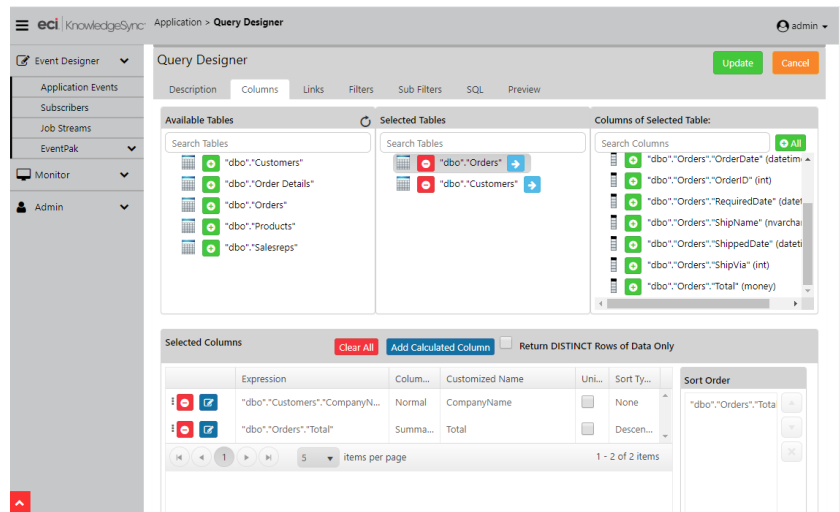 eci KnowledgeSync
Application > Query Designer
admin
Event Designer
Application Events
Subscribers
Job Streams
EventPak
Monitor
Admin
Query Designer
Update
Cancel
Description
Columns
Links
Filters
Sub Filters
SQL
Preview
Available Tables
Search Tables
"dbo"."Customers"
"dbo"."Order Details"
"dbo"."Orders"
"dbo"."Products"
"dbo"."Salesreps"
Selected Tables
Search Tables
"dbo"."Orders"
"dbo"."Customers"
Columns of Selected Table:
Search Columns
All
"dbo"."Orders"."OrderDate" (datetim
"dbo"."Orders"."OrderID" (int)
"dbo"."Orders"."RequiredDate" (datet
"dbo"."Orders"."ShipName" (nvarchar
"dbo"."Orders"."ShippedDate" (dateti
"dbo"."Orders"."ShipVia" (int)
"dbo"."Orders"."Total" (money)
Selected Columns
Clear All
Add Calculated Column
Return DISTINCT Rows of Data Only
Expression Colum... Customized Name Uni... Sort Ty...
"dbo"."Customers"."CompanyN... Normal CompanyName None
"dbo"."Orders"."Total" Summa... Total Descen...
1 5 items per page 1 - 2 of 2 items
Sort Order
"dbo"."Orders"."Tota